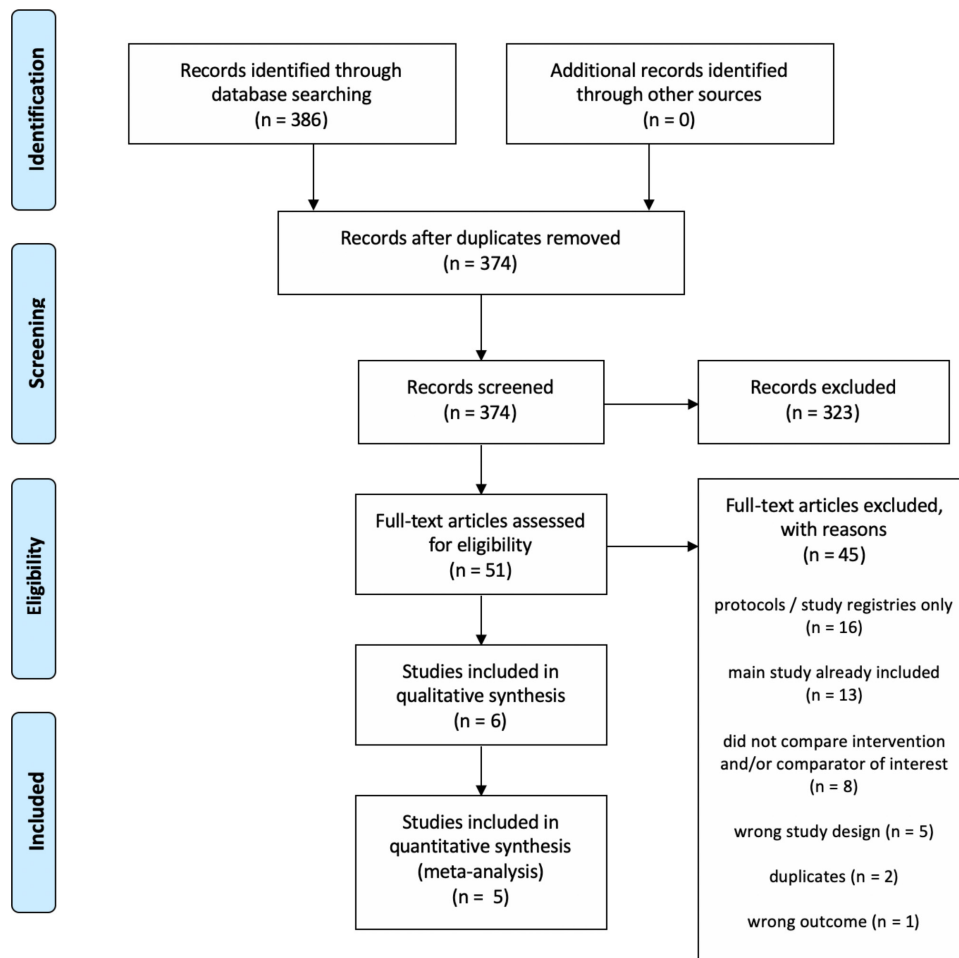 Identification
Records identified through
database searching
(n = 386)
Additional records identified
through other sources
(n = 0)
Records after duplicates removed
(n = 374)
Screening
Records screened
(n = 374)
Records excluded
(n = 323)
Eligibility
Full-text articles assessed
for eligibility
(n = 51)
Full-text articles excluded,
with reasons
(n = 45)
protocols / study registries only
(n = 16)
main study already included
(n = 13)
did not compare intervention
and/or comparator of interest
(n = 8)
wrong study design (n = 5)
duplicates (n = 2)
wrong outcome (n = 1)
Studies included in
qualitative synthesis
(n = 6)
Included
Studies included in
quantitative synthesis
(meta-analysis)
(n =  5)